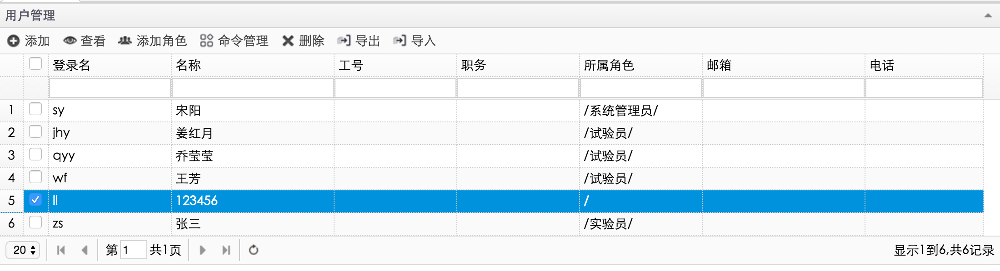 用户管理
添加 查看 添加角色 命令管理 删除 导出 导入
登录名 名称 工号 职务 所属角色 邮箱 电话
1 sy 宋阳 /系统管理员/
2 jhy 姜红月 /试验员/
3 qyy 乔莹莹 /试验员/
4 wf 王芳 /试验员/
5 ll 123456 /
6 zs 张三 /实验员/
20 第 1 共1页 显示1到6,共6记录